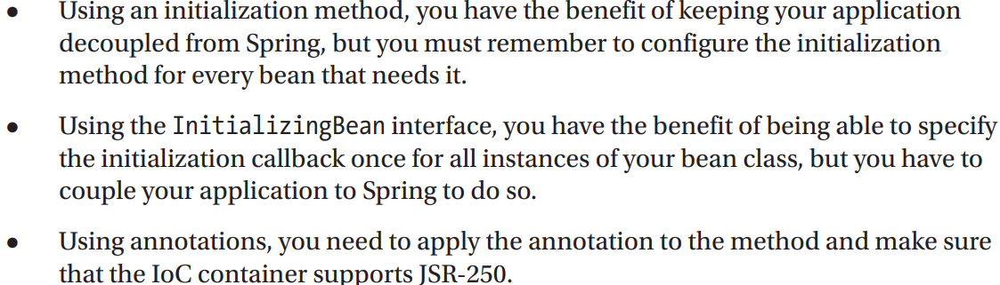 • Using an initialization method, you have the benefit of keeping your application
decoupled from Spring, but you must remember to configure the initialization
method for every bean that needs it.
• Using the InitializingBean interface, you have the benefit of being able to specify
the initialization callback once for all instances of your bean class, but you have to
couple your application to Spring to do so.
• Using annotations, you need to apply the annotation to the method and make sure
that the IoC container supports JSR-250.